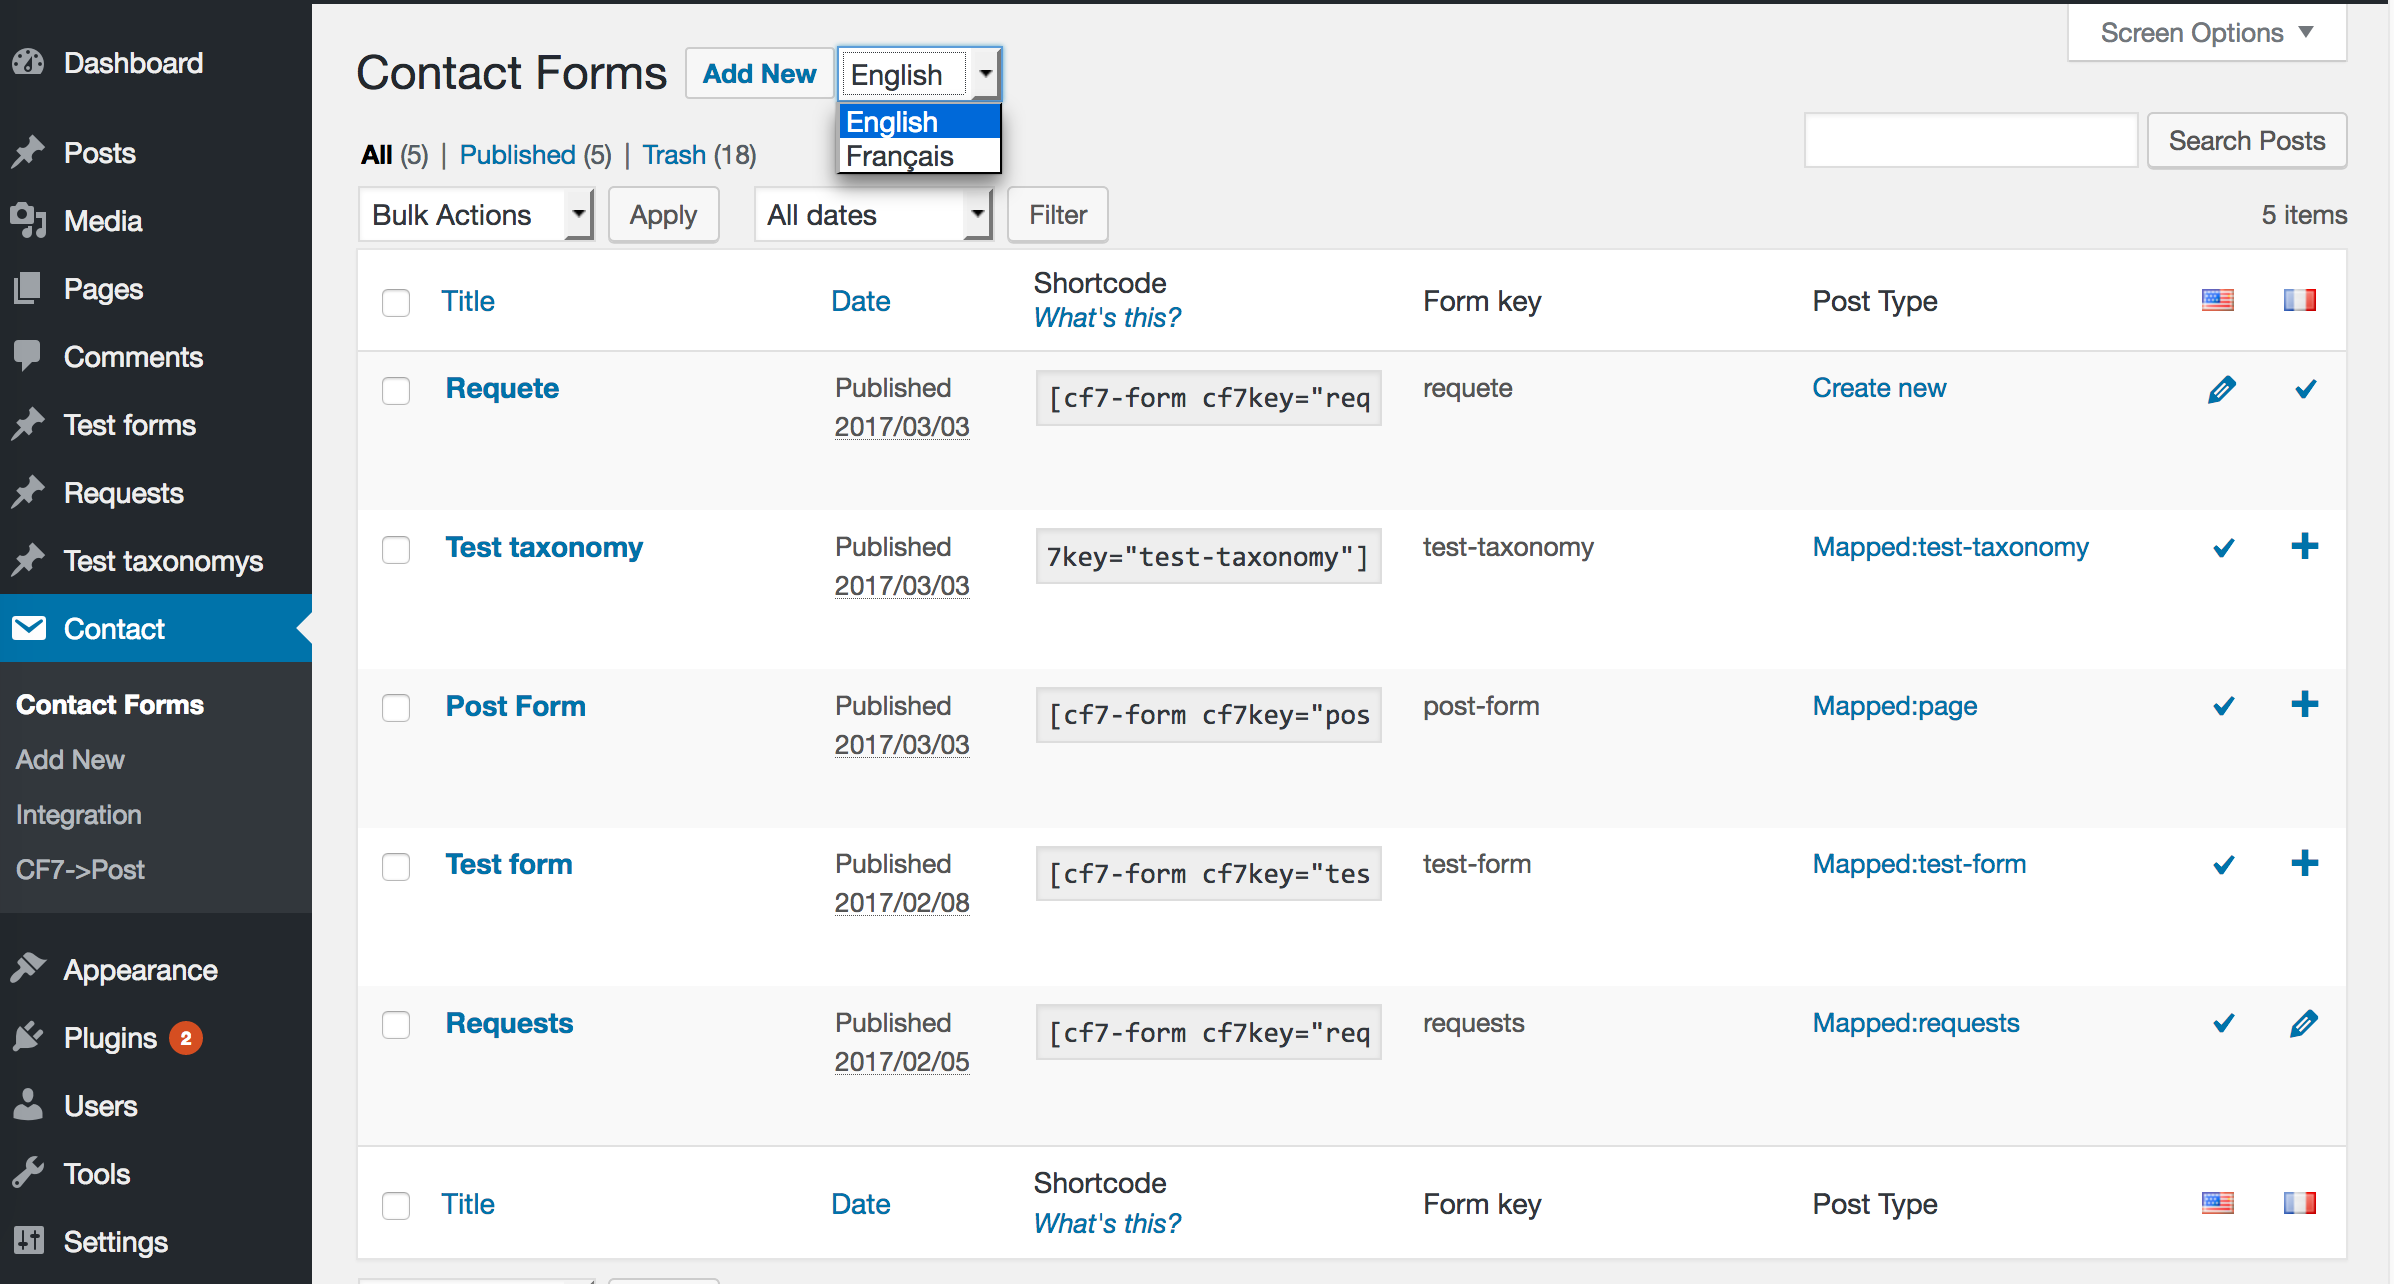 Dashboard
Posts
Media
Pages
Comments
Test forms
Requests
Test taxonomys
Contact
Contact Forms
Add New
Integration
CF7->Post
Appearance
Plugins 2
Users
Tools
Settings
Screen Options
Contact Forms Add New English
English
Français
All (5) | Published (5) | Trash (18)
Search Posts
Bulk Actions Apply All dates Filter 5 items
Title Date Shortcode What's this? Form key Post Type
Requete Published 2017/03/03 [cf7-form cf7key="req requete Create new
Test taxonomy Published 2017/03/03 7key="test-taxonomy"] test-taxonomy Mapped:test-taxonomy
Post Form Published 2017/03/03 [cf7-form cf7key="pos post-form Mapped:page
Test form Published 2017/02/08 [cf7-form cf7key="tes test-form Mapped:test-form
Requests Published 2017/02/05 [cf7-form cf7key="req requests Mapped:requests
Title Date Shortcode What's this? Form key Post Type